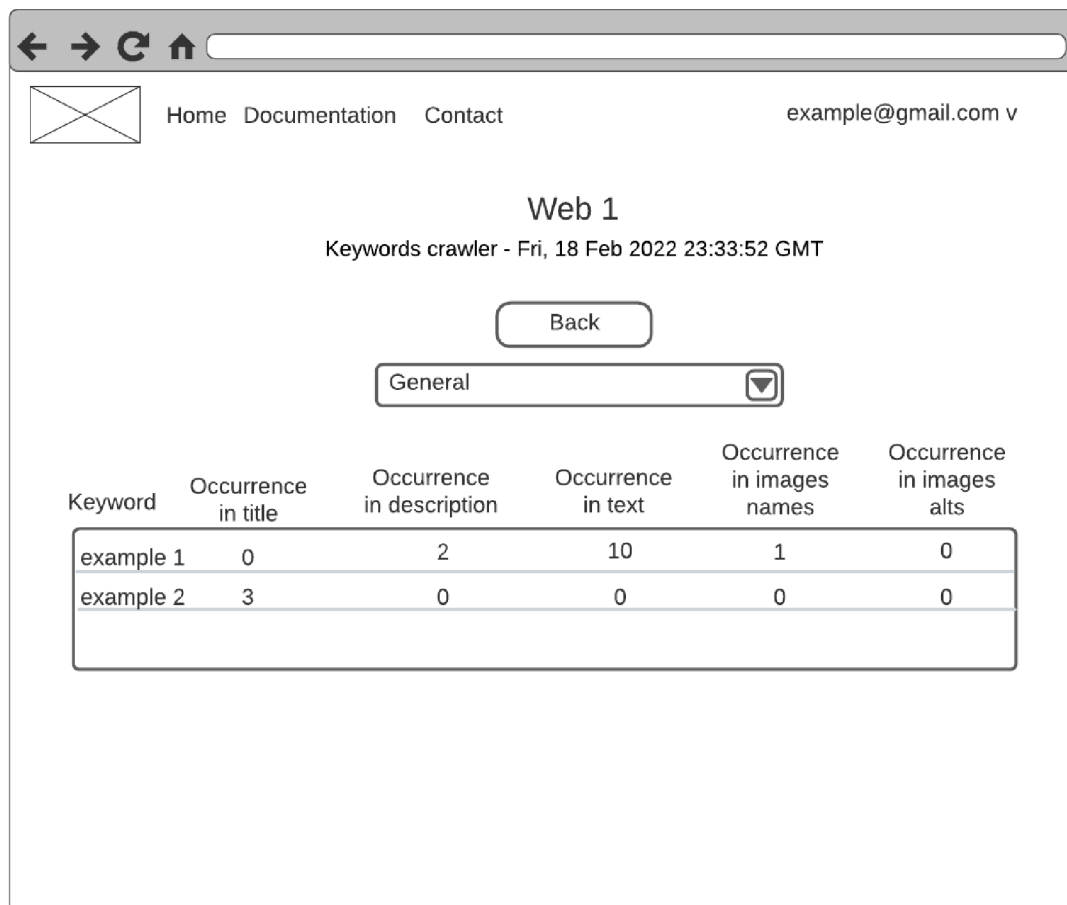 Home Documentation Contact example@gmail.com v
Web 1
Keywords crawler - Fri, 18 Feb 2022 23:33:52 GMT
Back
General
Keyword
Occurrence
in title
Occurrence
in description
Occurrence
in text
Occurrence
in images
names
Occurrence
in images
alts
example 1 0 2 10 1 0
example 2 3 0 0 0 0